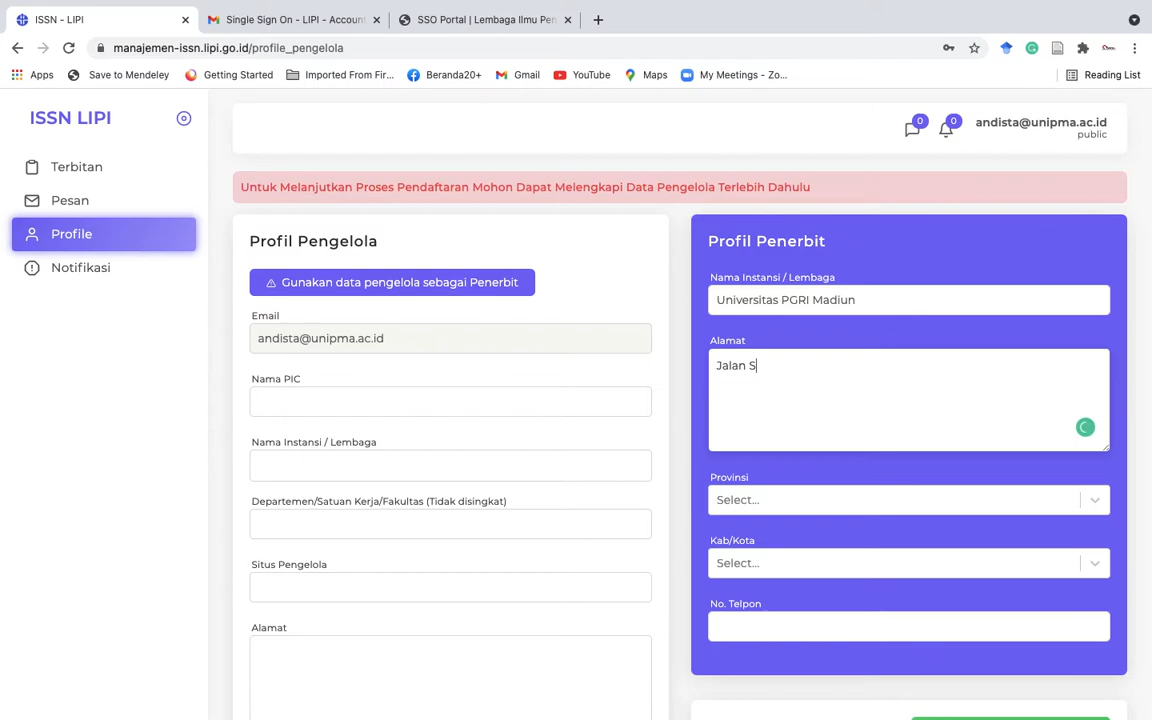 ISSN - LIPI
Single Sign On - LIPI - Accoun
SSO Portal | Lembaga Ilmu Pen
manajemen-issn.lipi.go.id/profile_pengelola
Apps
Save to Mendeley
Getting Started
Imported From Fir...
Beranda20+
Gmail
YouTube
Maps
My Meetings - Zo...
Reading List
ISSN LIPI
Terbitan
Pesan
Profile
Notifikasi
0
0
andista@unipma.ac.id
public
Untuk Melanjutkan Proses Pendaftaran Mohon Dapat Melengkapi Data Pengelola Terlebih Dahulu
Profil Pengelola
Gunakan data pengelola sebagai Penerbit
Email
andista@unipma.ac.id
Nama PIC
Nama Instansi / Lembaga
Departemen/Satuan Kerja/Fakultas (Tidak disingkat)
Situs Pengelola
Alamat
Profil Penerbit
Nama Instansi / Lembaga
Universitas PGRI Madiun
Alamat
Jalan S
Provinsi
Select...
Kab/Kota
Select...
No. Telpon